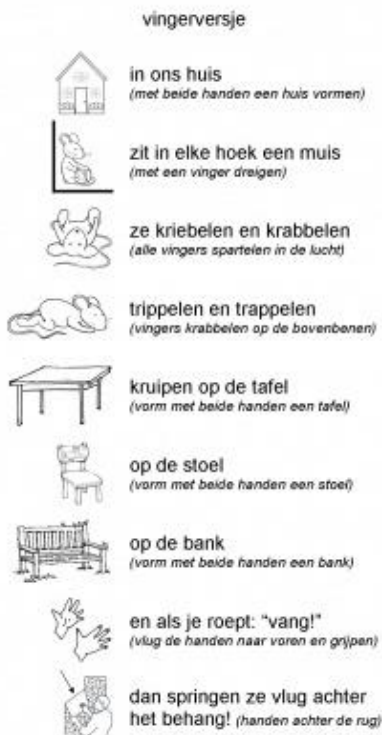 vingerversje
in ons huis
(met beide handen een huis vormen)
zit in elke hoek een muis
(met een vinger dreigen)
ze kriebelen en krabbelen
(alle vingers spartelen in de lucht)
trippelen en trappelen
(vingers krabbelen op de bovenbenen)
kruipen op de tafel
(vorm met beide handen een tafel)
op de stoel
(vorm met beide handen een stoel)
op de bank
(vorm met beide handen een bank)
en als je roept: “vang!”
(vlug de handen naar voren en grijpen)
dan springen ze vlug achter
het behang! (handen achter de rug)